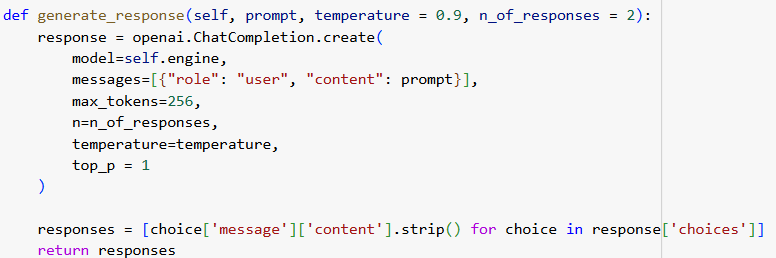 def generate_response(self, prompt, temperature = 0.9, n_of_responses = 2):
    response = openai.ChatCompletion.create(
        model=self.engine,
        messages=[{"role": "user", "content": prompt}],
        max_tokens=256,
        n=n_of_responses,
        temperature=temperature,
        top_p = 1
    )

    responses = [choice['message']['content'].strip() for choice in response['choices']]
    return responses